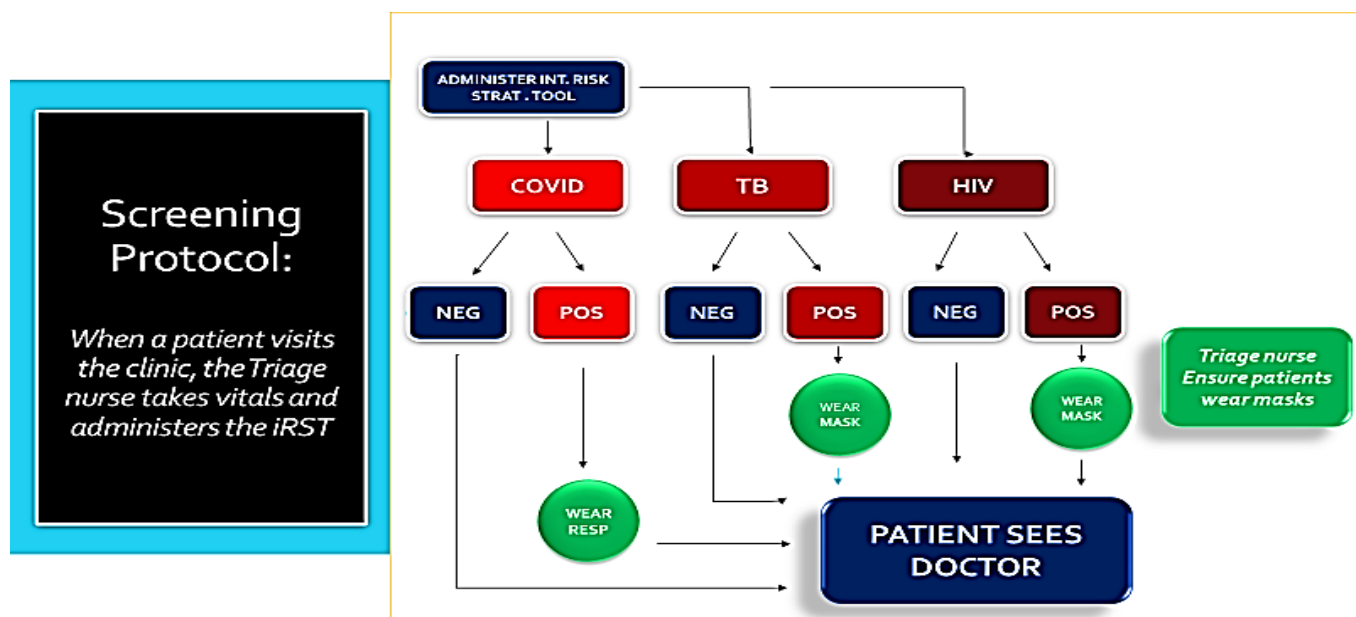 Screening
Protocol:
When a patient visits
the clinic, the Triage
nurse takes vitals and
administers the iRST
ADMINISTER INT. RISK
STRAT . TOOL
COVID
TB
HIV
NEG
POS
NEG
POS
NEG
POS
WEAR
MASK
WEAR
MASK
Triage nurse
Ensure patients
wear masks
WEAR
RESP
PATIENT SEES
DOCTOR